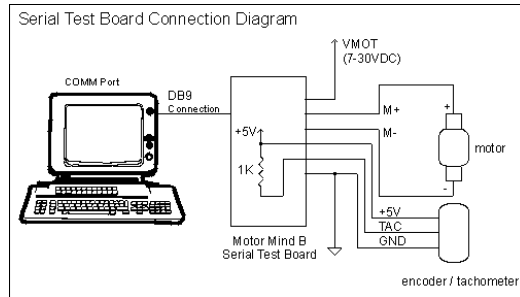 Serial Test Board Connection Diagram
COMM Port
DB9
Connection
VMOT
(7-30VDC)
+5V
1K
M+
M-
+
-
motor
+5V
TAC
GND
Motor Mind B
Serial Test Board
encoder / tachometer